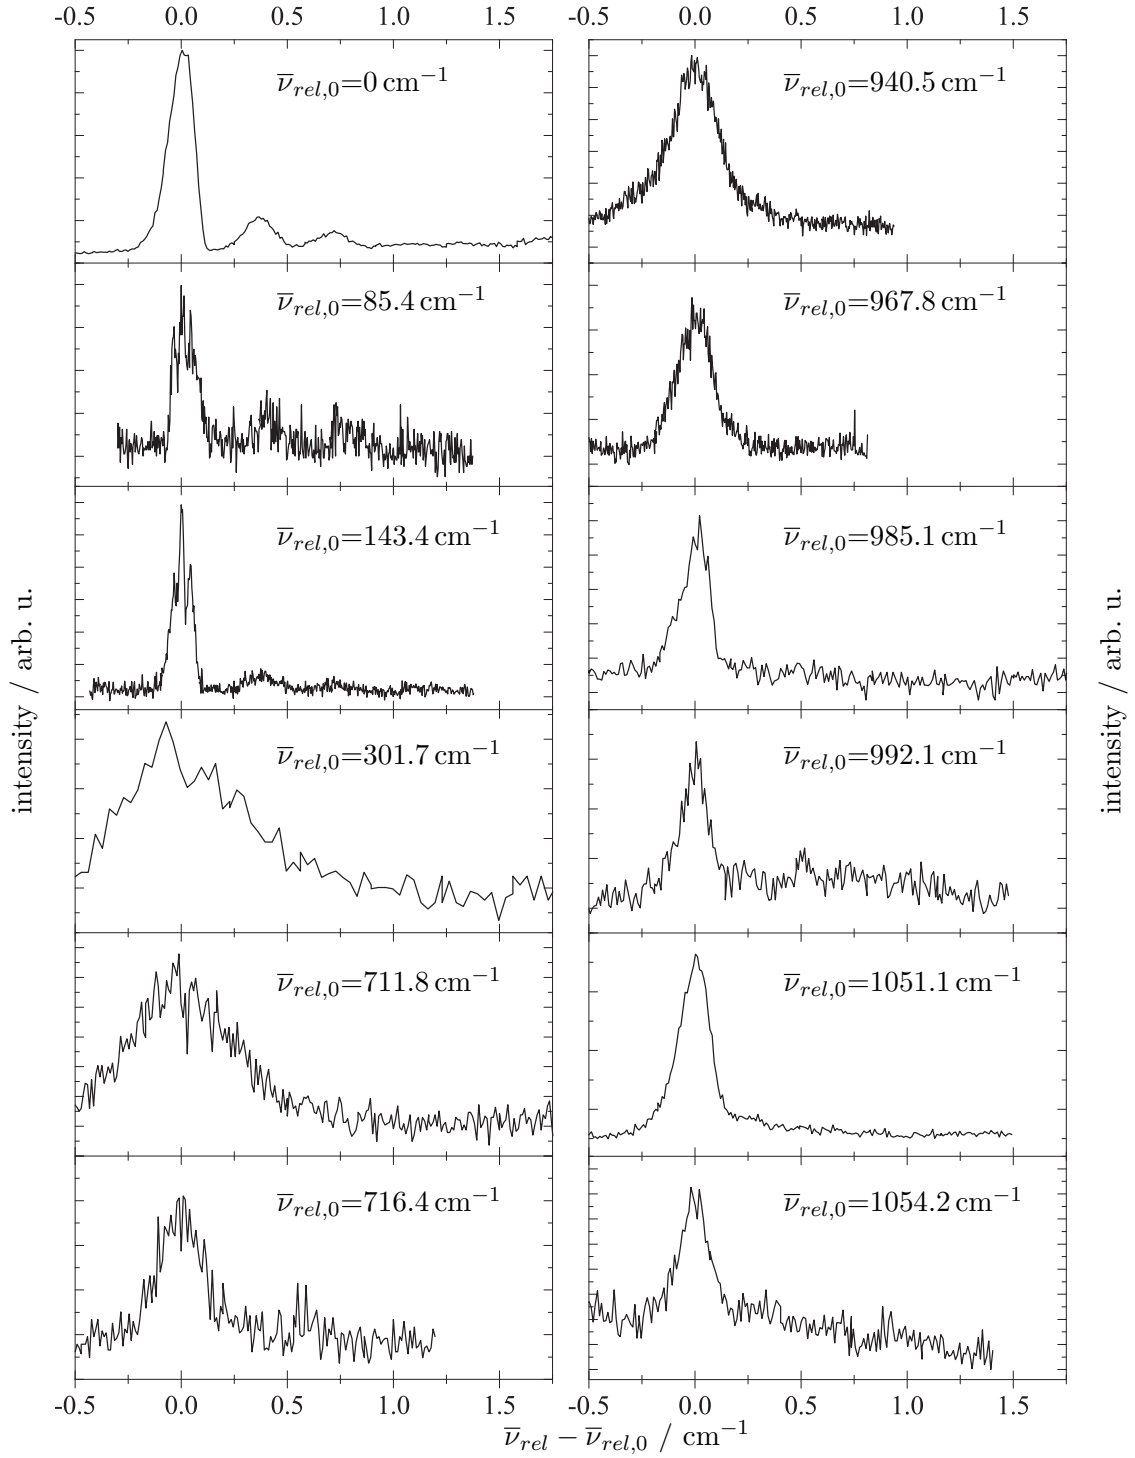 -0.5 0.0 0.5 1.0 1.5 -0.5 0.0 0.5 1.0 1.5
ν̅rel,0=0 cm−1
ν̅rel,0=940.5 cm−1
ν̅rel,0=85.4 cm−1
ν̅rel,0=967.8 cm−1
ν̅rel,0=143.4 cm−1
ν̅rel,0=985.1 cm−1
intensity / arb. u.
intensity / arb. u.
ν̅rel,0=301.7 cm−1
ν̅rel,0=992.1 cm−1
ν̅rel,0=711.8 cm−1
ν̅rel,0=1051.1 cm−1
ν̅rel,0=716.4 cm−1
ν̅rel,0=1054.2 cm−1
-0.5 0.0 0.5 1.0 1.5 -0.5 0.0 0.5 1.0 1.5
ν̅rel − ν̅rel,0 / cm−1